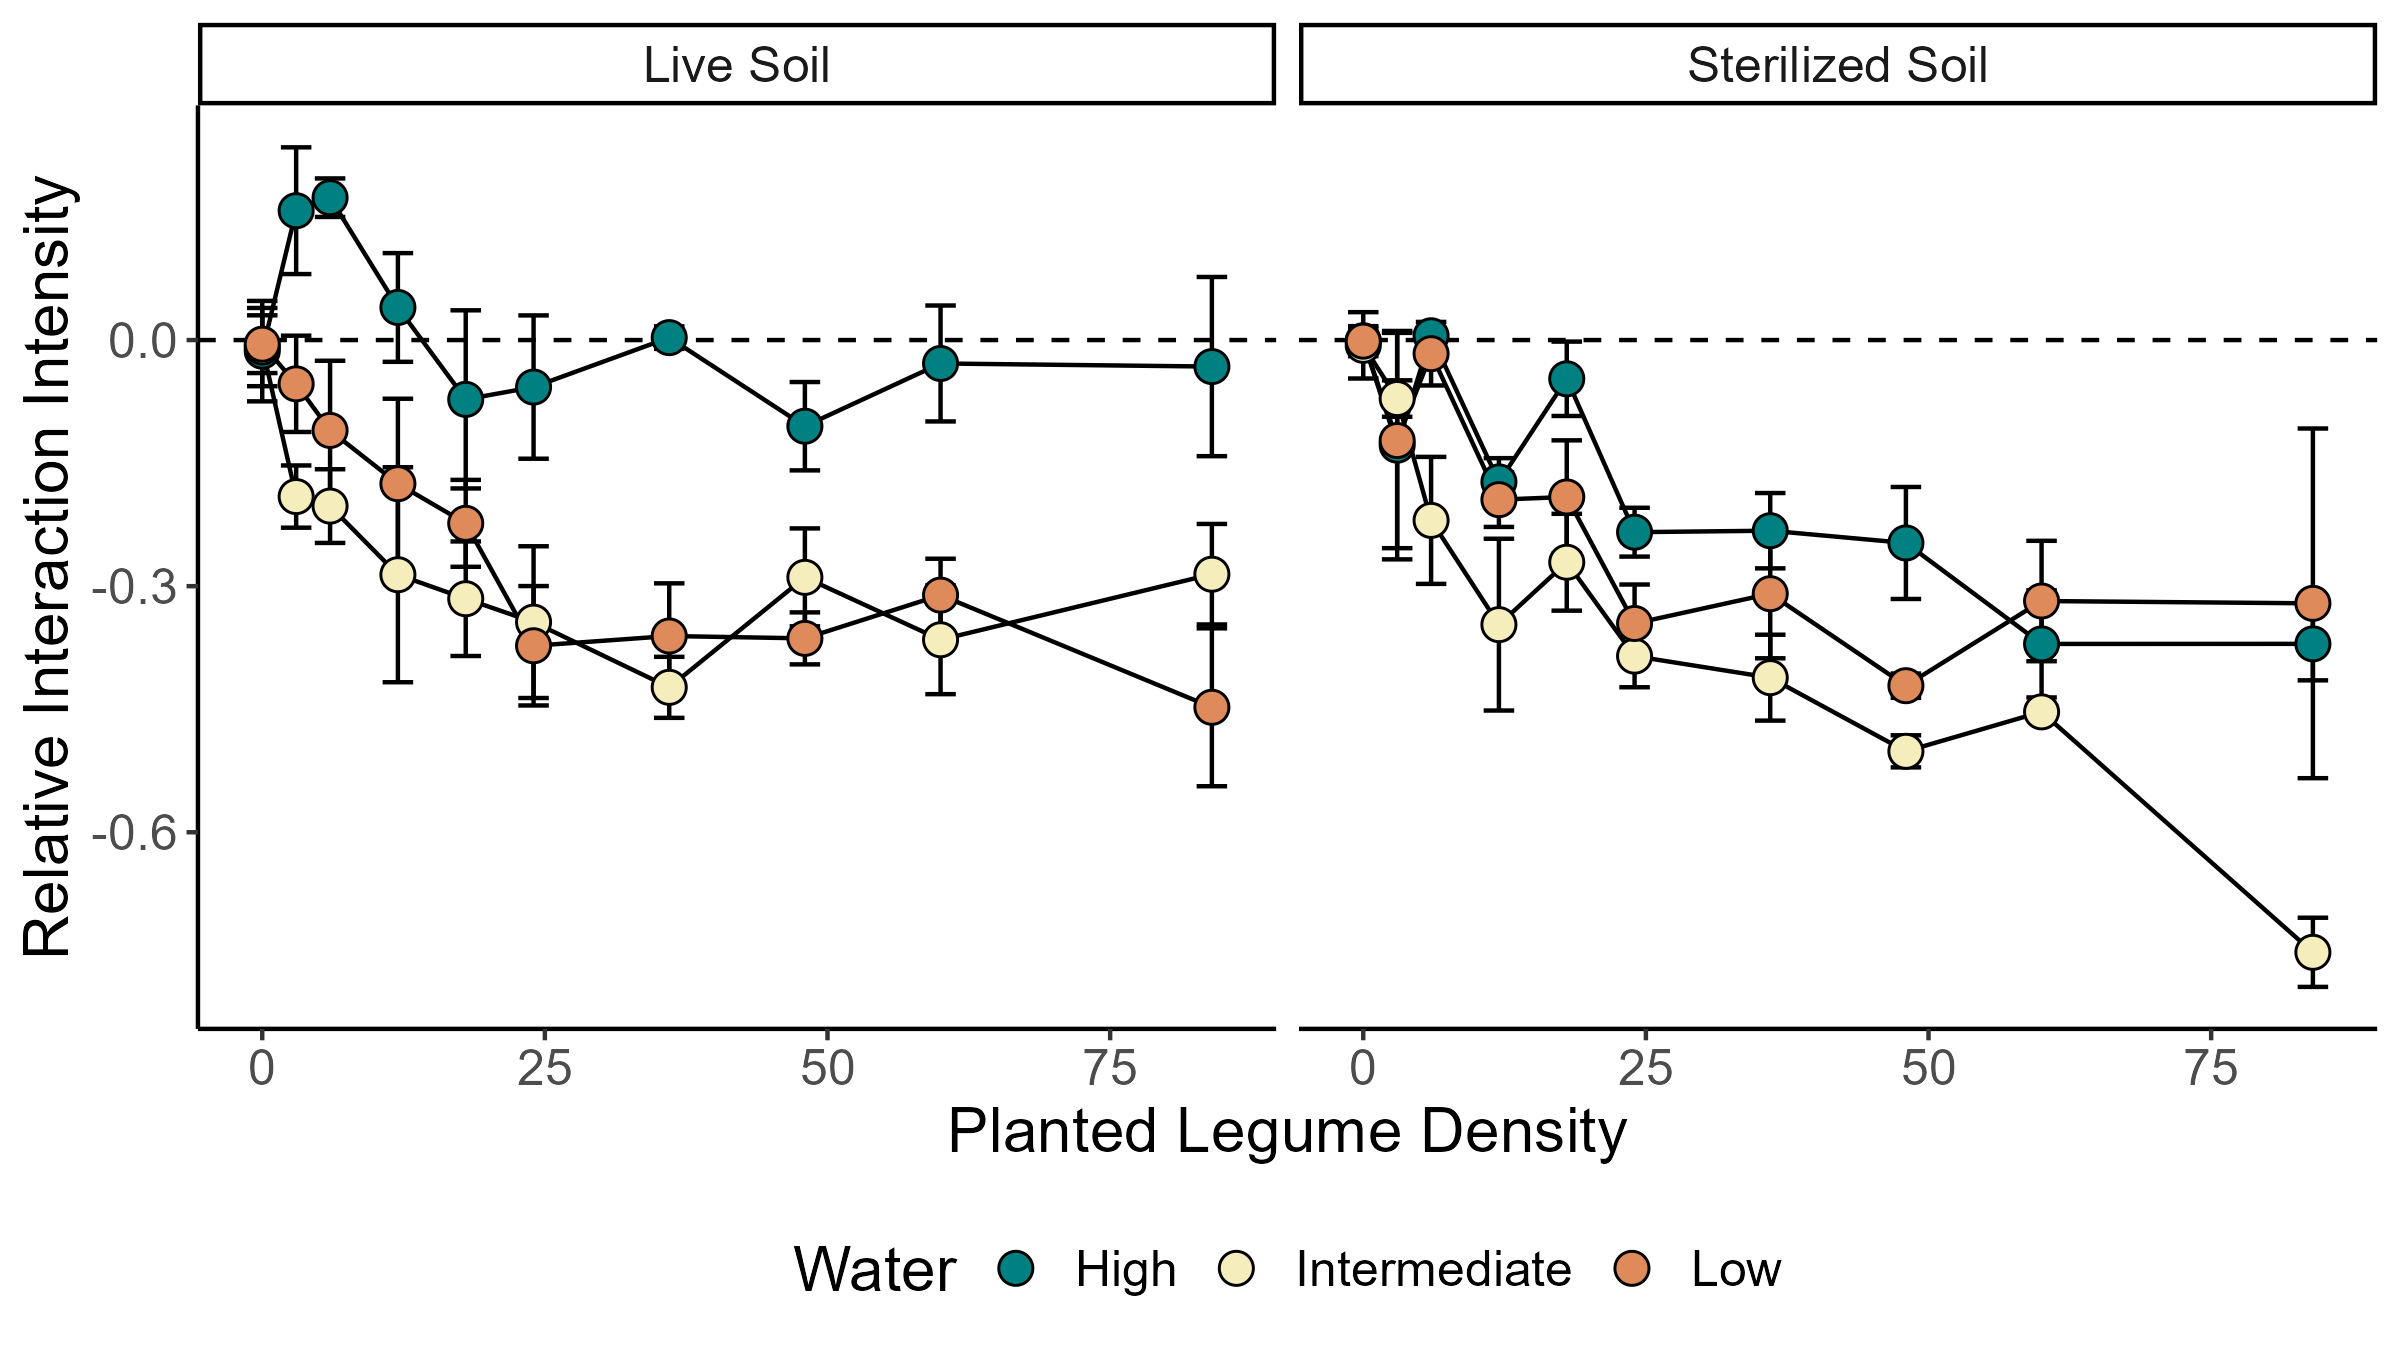 Live Soil
Sterilized Soil
Relative Interaction Intensity
0.0
-0.3
-0.6
0 25 50 75
0 25 50 75
Planted Legume Density
Water High Intermediate Low